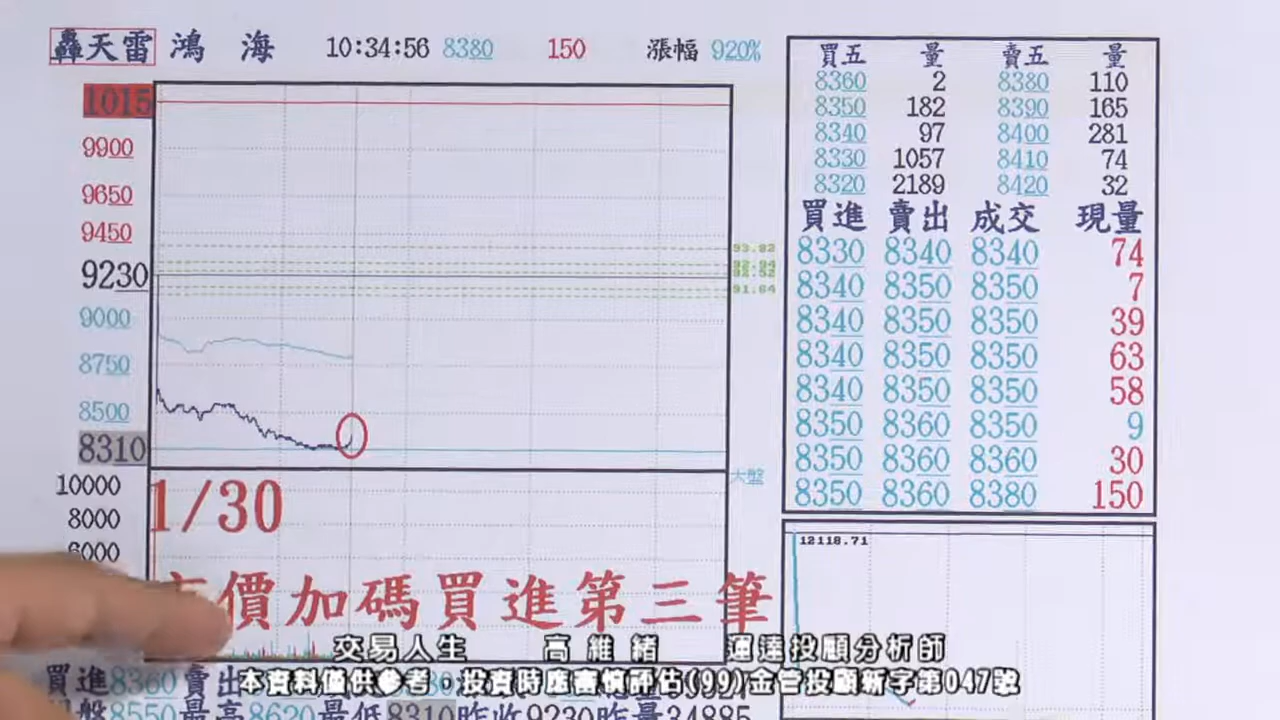 轟天雷 鴻海 10:34:56 8380 150 漲幅 920%
1015
9900
9650
9450
9230
9000
8750
8500
8310
10000
8000
6000
93.82
92.94
91.64
大盤
1/30
價加碼買進第三筆
買五 量 賣五 量
8360 2 8380 110
8350 182 8390 165
8340 97 8400 281
8330 1057 8410 74
8320 2189 8420 32
買進 賣出 成交 現量
8330 8340 8340 74
8340 8350 8350 7
8340 8350 8350 39
8340 8350 8350 63
8340 8350 8350 58
8350 8360 8350 9
8350 8360 8360 30
8350 8360 8380 150
12118.71
買進8360 賣出
盤8550最高8620最低8310昨收9230昨量34885
交易人生 高維緒 運達投顧分析師
本資料僅供參考,投資時應審慎評估(99)金管投顧新字第047號